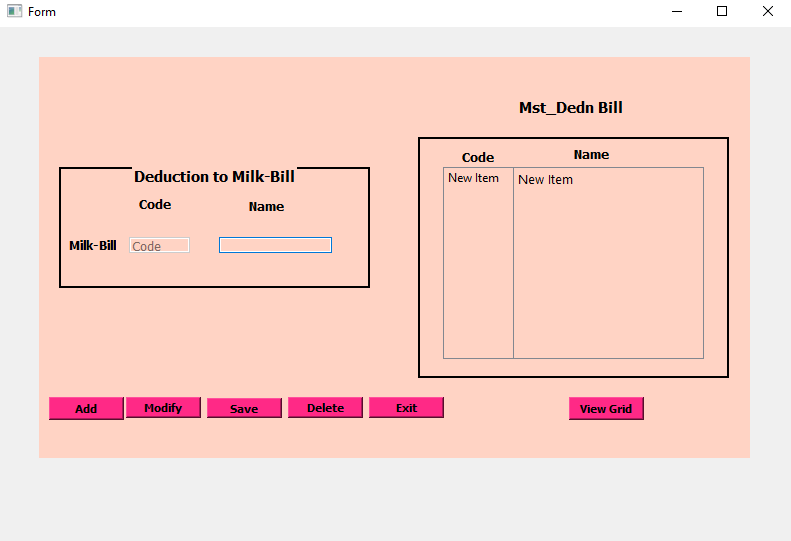 Form
Mst_Dedn Bill
Deduction to Milk-Bill
Code Name
Milk-Bill Code
Code Name
New Item New Item
Add Modify Save Delete Exit View Grid